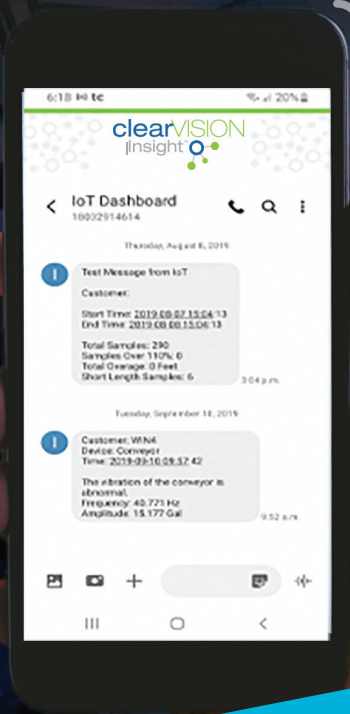 6:18
20%
clearVISION
Insight
IoT Dashboard
18032914614
Thursday, August 8, 2019
I
Test Message from IoT
Customer:
Start Time: 2019-08-07 15:04:13
End Time: 2019-08-08 15:04:13
Total Samples: 290
Samples Over 110%: 0
Total Overage: 0 Feet
Short Length Samples: 6
3:04 p.m.
Tuesday, September 10, 2019
I
Customer: WIN4
Device: Conveyor
Time: 2019-09-10 09:57:42
The vibration of the conveyor is
abnormal.
Frequency: 40.771 Hz
Amplitude: 15.177 Gal
9:52 a.m.